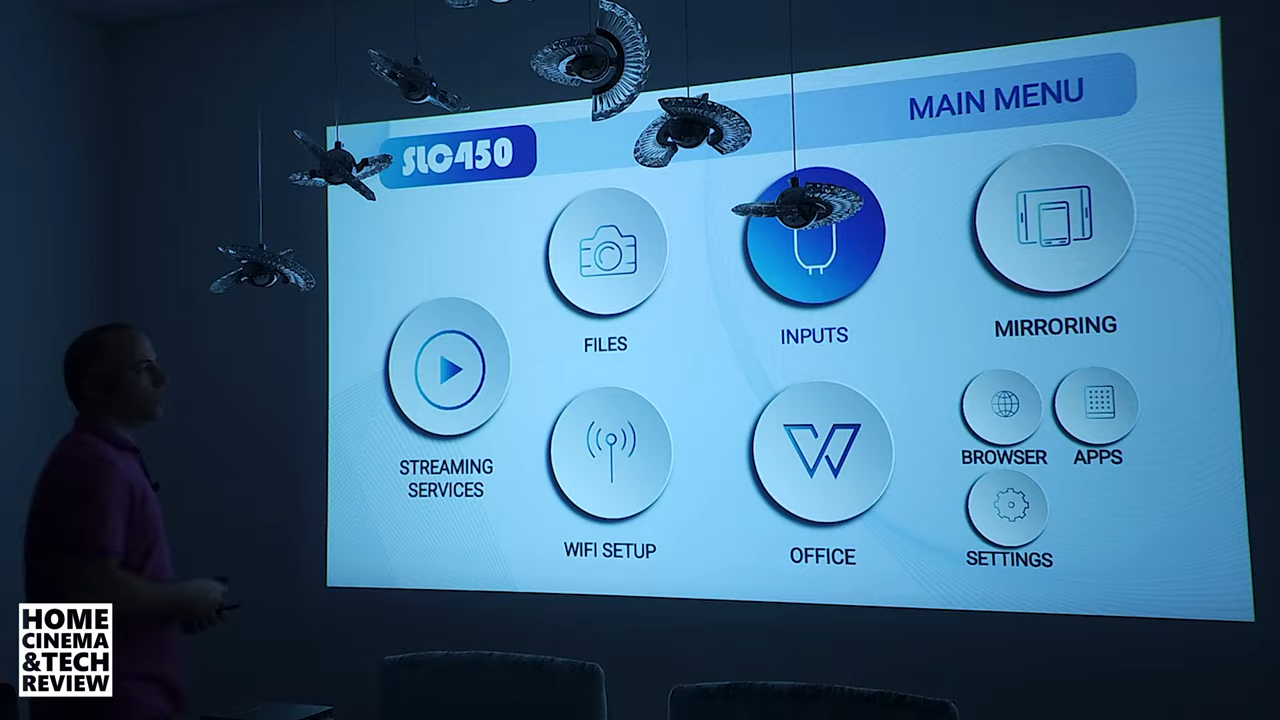 MAIN MENU
SLC450
FILES
INPUTS
MIRRORING
STREAMING
SERVICES
BROWSER
APPS
WIFI SETUP
OFFICE
SETTINGS
HOME
CINEMA
&TECH
REVIEW